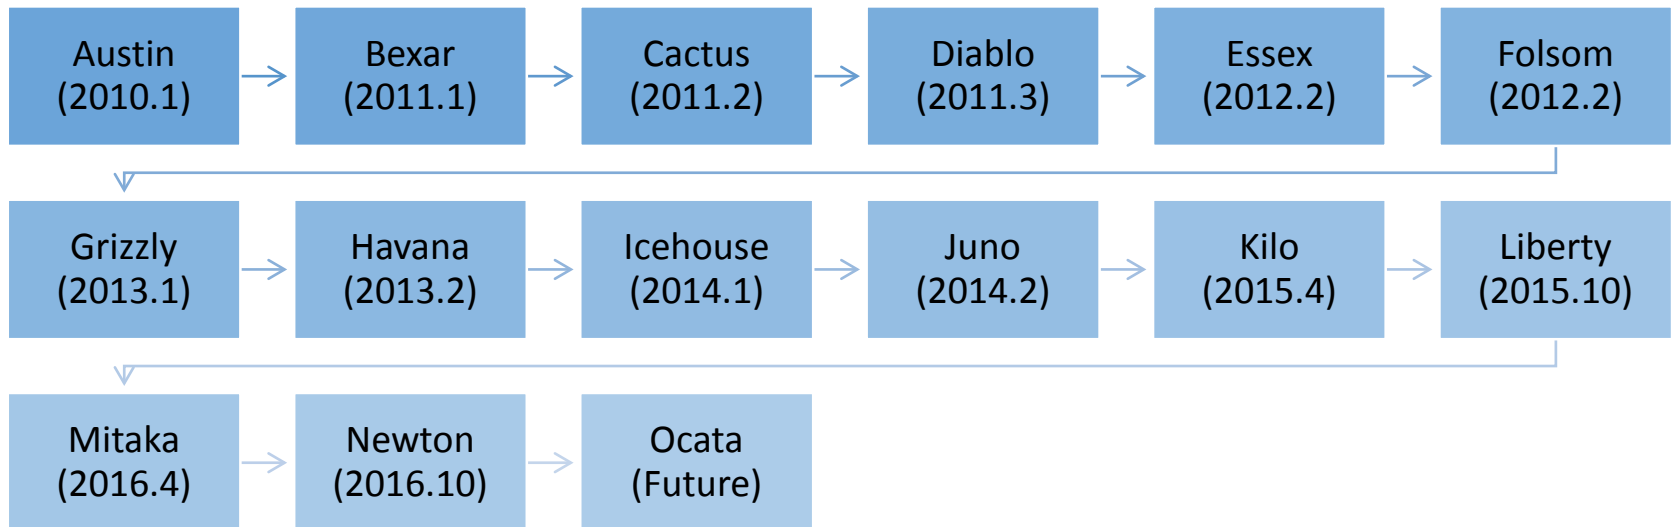 Austin
(2010.1)
Bexar
(2011.1)
Cactus
(2011.2)
Diablo
(2011.3)
Essex
(2012.2)
Folsom
(2012.2)
Grizzly
(2013.1)
Havana
(2013.2)
Icehouse
(2014.1)
Juno
(2014.2)
Kilo
(2015.4)
Liberty
(2015.10)
Mitaka
(2016.4)
Newton
(2016.10)
Ocata
(Future)